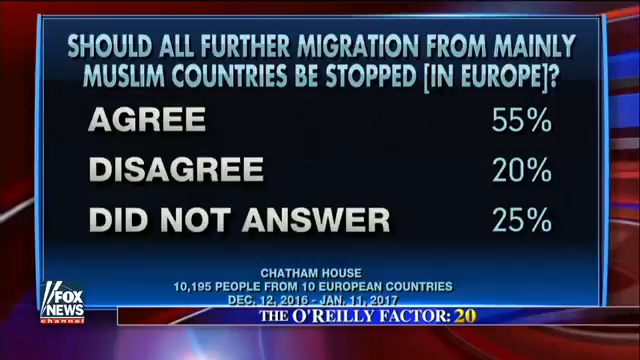 SHOULD ALL FURTHER MIGRATION FROM MAINLY
MUSLIM COUNTRIES BE STOPPED [IN EUROPE]?
AGREE 55%
DISAGREE 20%
DID NOT ANSWER 25%
CHATHAM HOUSE
10,195 PEOPLE FROM 10 EUROPEAN COUNTRIES
DEC. 12, 2016 - JAN. 11, 2017
FOX
NEWS
channel
THE O'REILLY FACTOR: 20